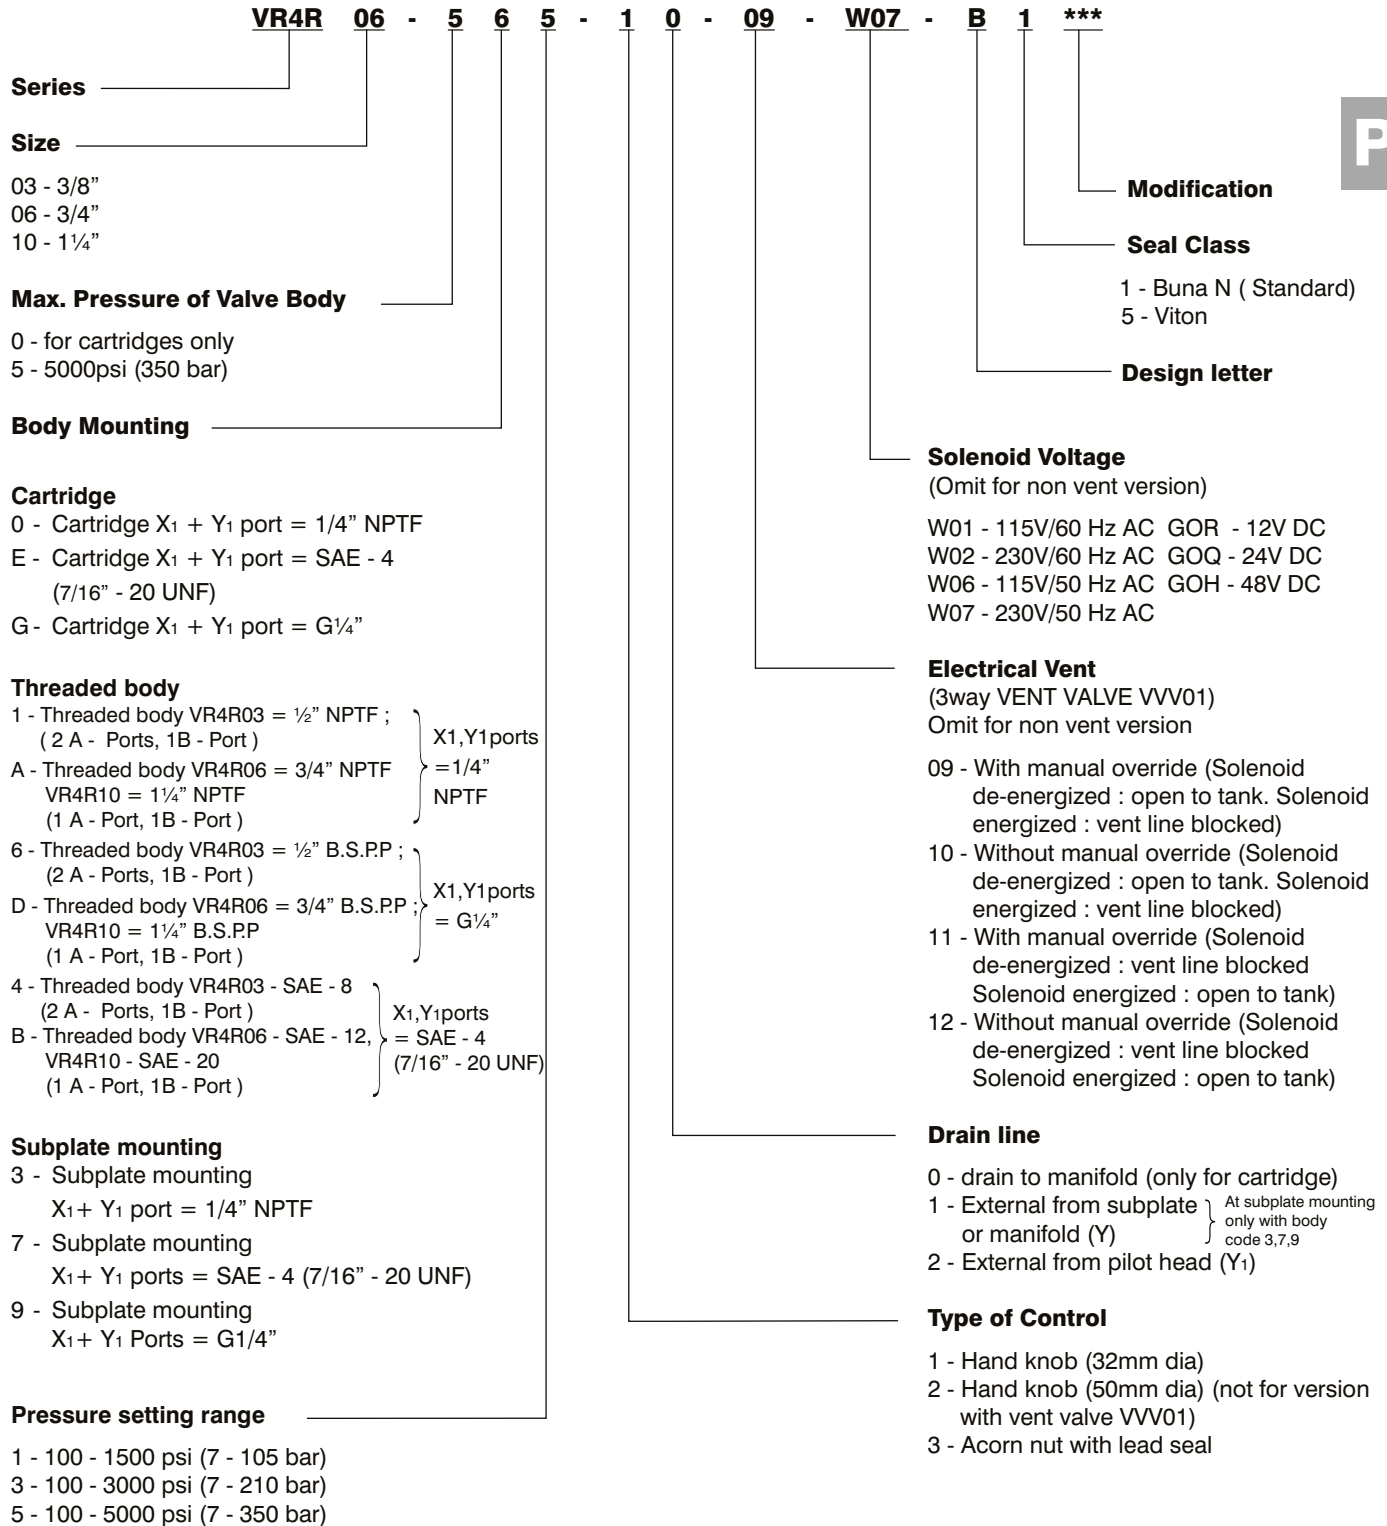 VR4R 06 - 5 6 5 - 1 0 - 09 - W07 - B 1 ***
Series
Size
03 - 3/8”
06 - 3/4”
10 - 1¼”
Max. Pressure of Valve Body
0 - for cartridges only
5 - 5000psi (350 bar)
Body Mounting
Cartridge
0 - Cartridge X1 + Y1 port = 1/4” NPTF
E - Cartridge X1 + Y1 port = SAE - 4
(7/16” - 20 UNF)
G - Cartridge X1 + Y1 port = G¼”
Threaded body
1 - Threaded body VR4R03 = ½” NPTF ;
( 2 A - Ports, 1B - Port )
A - Threaded body VR4R06 = 3/4” NPTF
VR4R10 = 1¼” NPTF
(1 A - Port, 1B - Port )
X1,Y1ports
=1/4”
NPTF
6 - Threaded body VR4R03 = ½” B.S.P.P ;
(2 A - Ports, 1B - Port )
D - Threaded body VR4R06 = 3/4” B.S.P.P ;
VR4R10 = 1¼” B.S.P.P
(1 A - Port, 1B - Port )
X1,Y1ports
= G¼”
4 - Threaded body VR4R03 - SAE - 8
(2 A - Ports, 1B - Port )
B - Threaded body VR4R06 - SAE - 12,
VR4R10 - SAE - 20
(1 A - Port, 1B - Port )
X1,Y1ports
= SAE - 4
(7/16” - 20 UNF)
Subplate mounting
3 - Subplate mounting
X1+ Y1 port = 1/4” NPTF
7 - Subplate mounting
X1+ Y1 ports = SAE - 4 (7/16” - 20 UNF)
9 - Subplate mounting
X1+ Y1 Ports = G1/4”
Pressure setting range
1 - 100 - 1500 psi (7 - 105 bar)
3 - 100 - 3000 psi (7 - 210 bar)
5 - 100 - 5000 psi (7 - 350 bar)
P
Modification
Seal Class
1 - Buna N ( Standard)
5 - Viton
Design letter
Solenoid Voltage
(Omit for non vent version)
W01 - 115V/60 Hz AC GOR - 12V DC
W02 - 230V/60 Hz AC GOQ - 24V DC
W06 - 115V/50 Hz AC GOH - 48V DC
W07 - 230V/50 Hz AC
Electrical Vent
(3way VENT VALVE VVV01)
Omit for non vent version
09 - With manual override (Solenoid
de-energized : open to tank. Solenoid
energized : vent line blocked)
10 - Without manual override (Solenoid
de-energized : open to tank. Solenoid
energized : vent line blocked)
11 - With manual override (Solenoid
de-energized : vent line blocked
Solenoid energized : open to tank)
12 - Without manual override (Solenoid
de-energized : vent line blocked
Solenoid energized : open to tank)
Drain line
0 - drain to manifold (only for cartridge)
1 - External from subplate
or manifold (Y)
At subplate mounting
only with body
code 3,7,9
2 - External from pilot head (Y1)
Type of Control
1 - Hand knob (32mm dia)
2 - Hand knob (50mm dia) (not for version
with vent valve VVV01)
3 - Acorn nut with lead seal